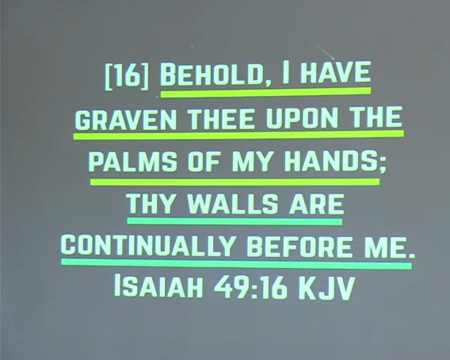 [16] Behold, I have
graven thee upon the
palms of my hands;
thy walls are
continually before me.
Isaiah 49:16 KJV